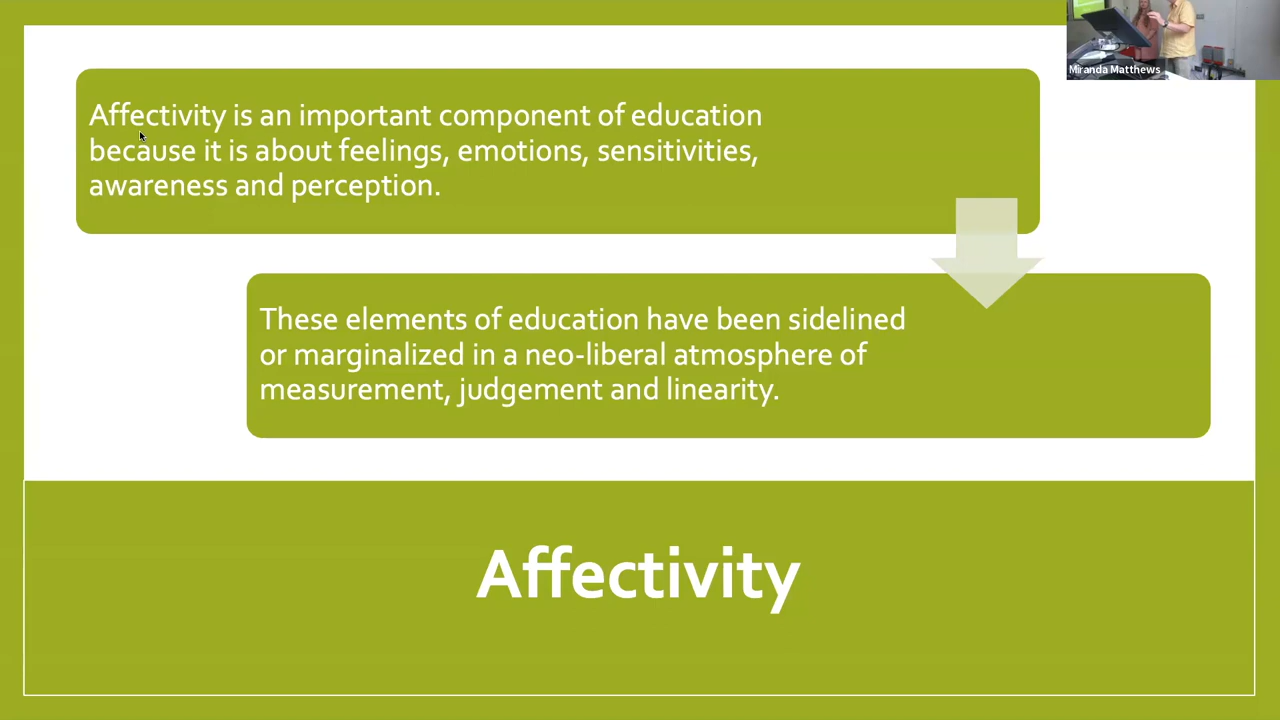 Miranda Matthews
Affectivity is an important component of education
because it is about feelings, emotions, sensitivities,
awareness and perception.
These elements of education have been sidelined
or marginalized in a neo-liberal atmosphere of
measurement, judgement and linearity.
Affectivity